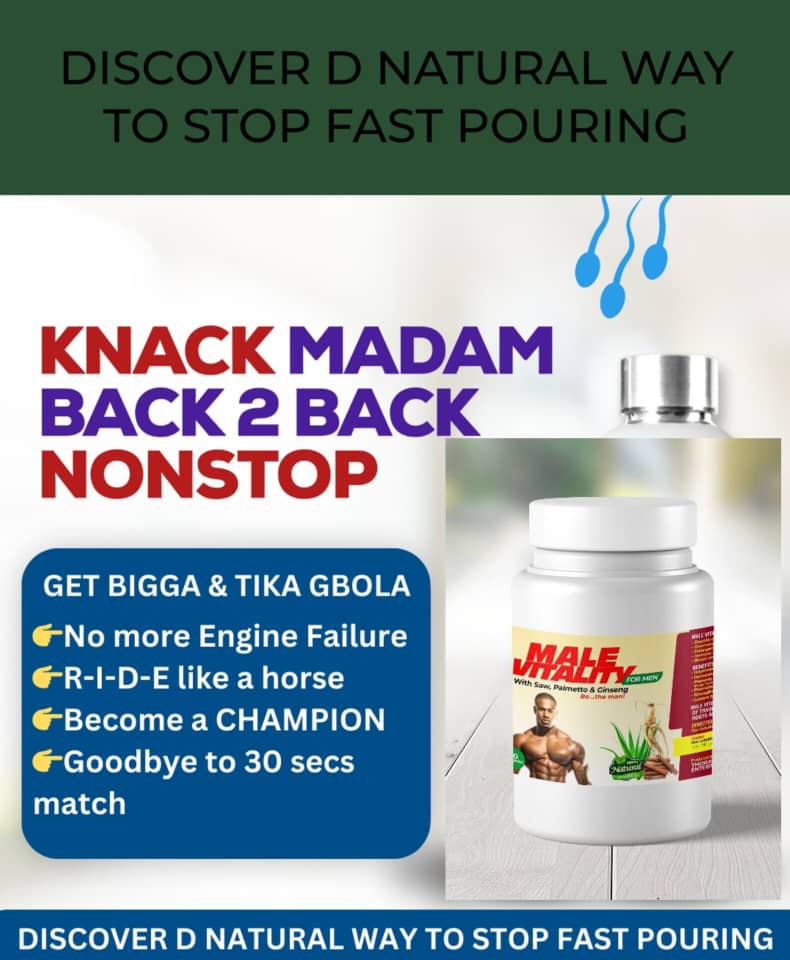 DISCOVER D NATURAL WAY
TO STOP FAST POURING
KNACK MADAM
BACK 2 BACK
NONSTOP
GET BIGGA & TIKA GBOLA
👉No more Engine Failure
👉R-I-D-E like a horse
👉Become a CHAMPION
👉Goodbye to 30 secs
match
MALE
VITALITY
FOR MEN
With Saw, Palmetto & Ginseng
Be...the man!
Natural
DISCOVER D NATURAL WAY TO STOP FAST POURING